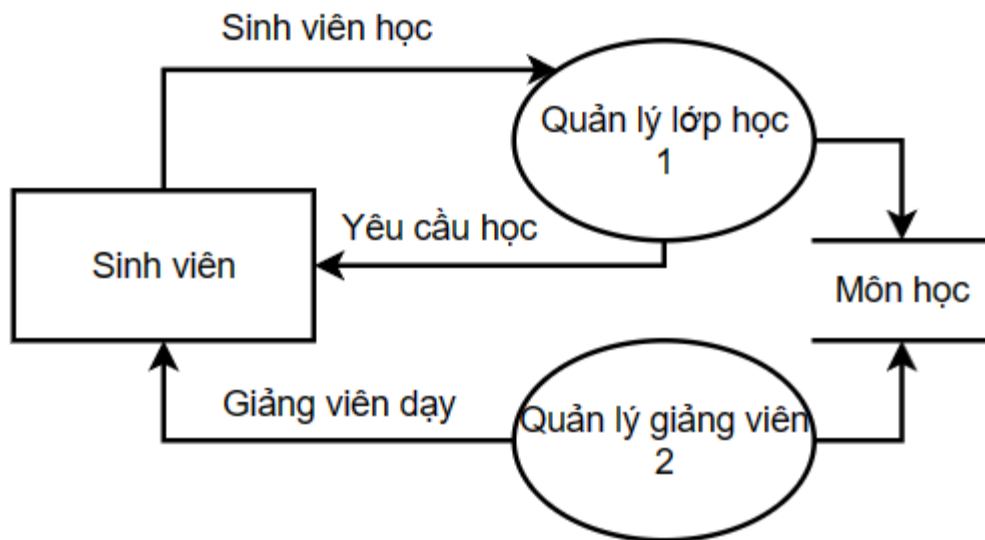 Sinh viên học
Quản lý lớp học
1
Yêu cầu học
Sinh viên
Môn học
Giảng viên dạy
Quản lý giảng viên
2